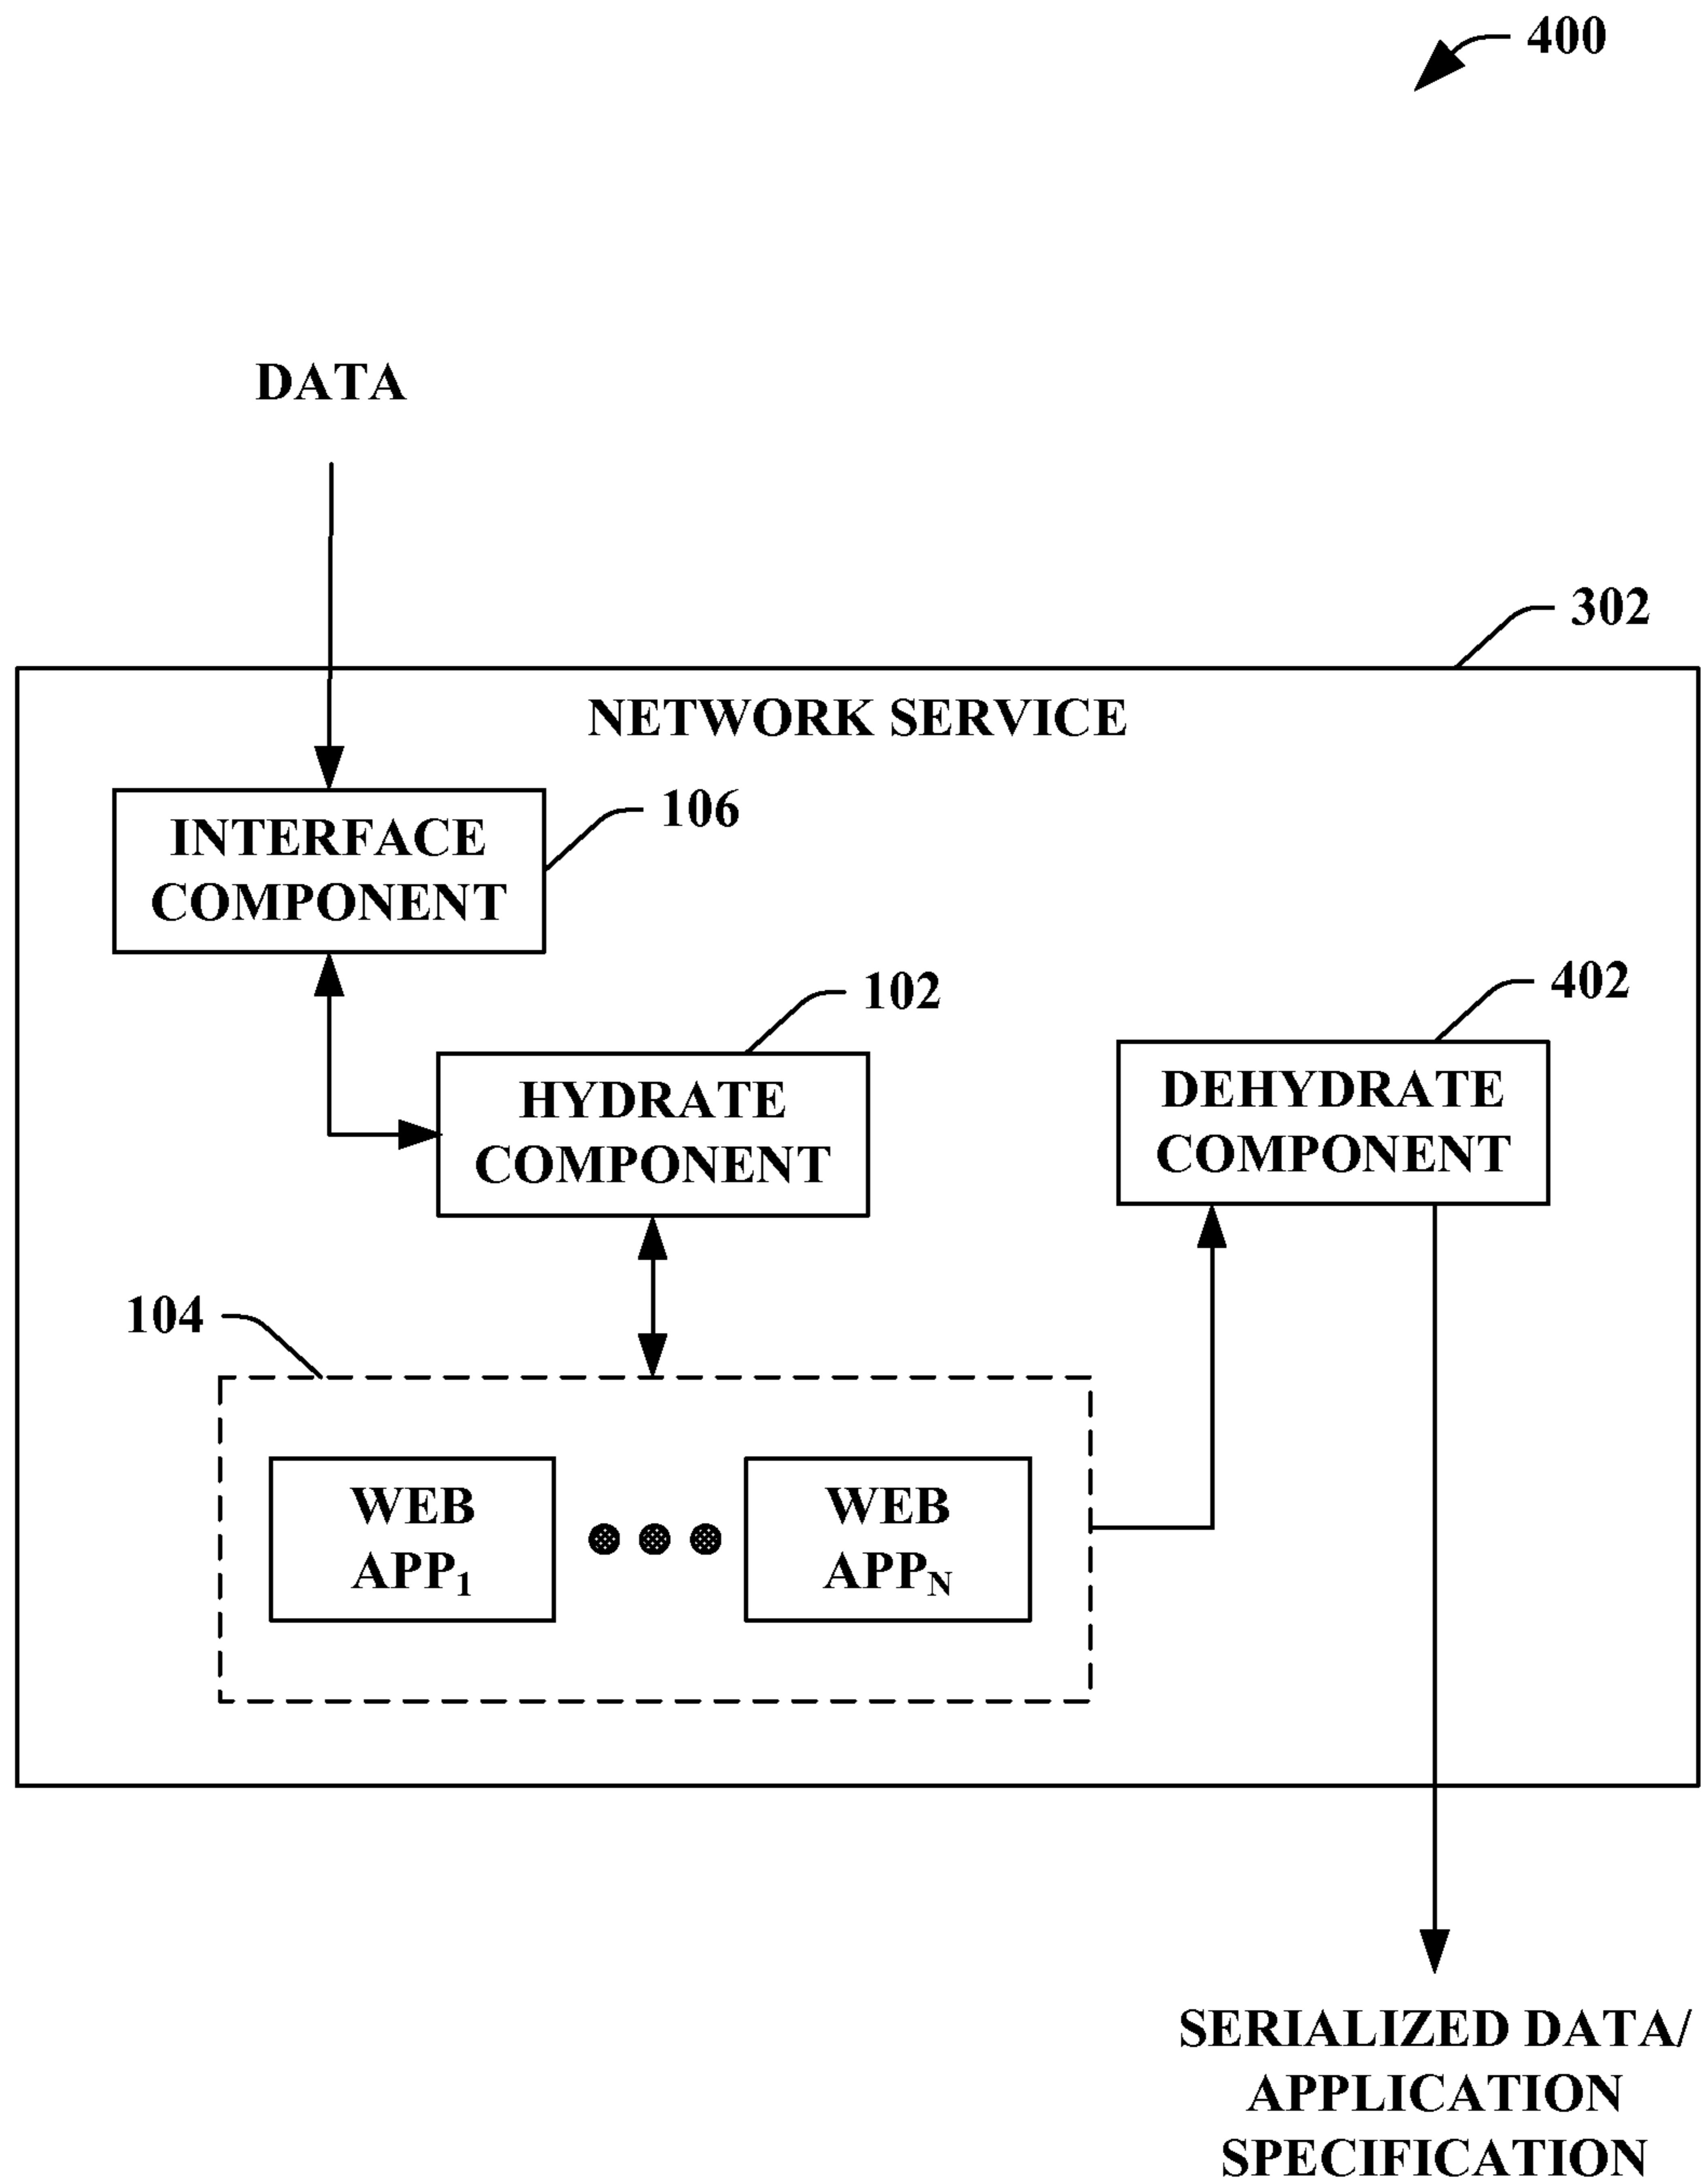 400
DATA
302
NETWORK SERVICE
INTERFACE
COMPONENT
106
102
HYDRATE
COMPONENT
402
DEHYDRATE
COMPONENT
104
WEB
APP1
WEB
APPN
SERIALIZED DATA/
APPLICATION
SPECIFICATION